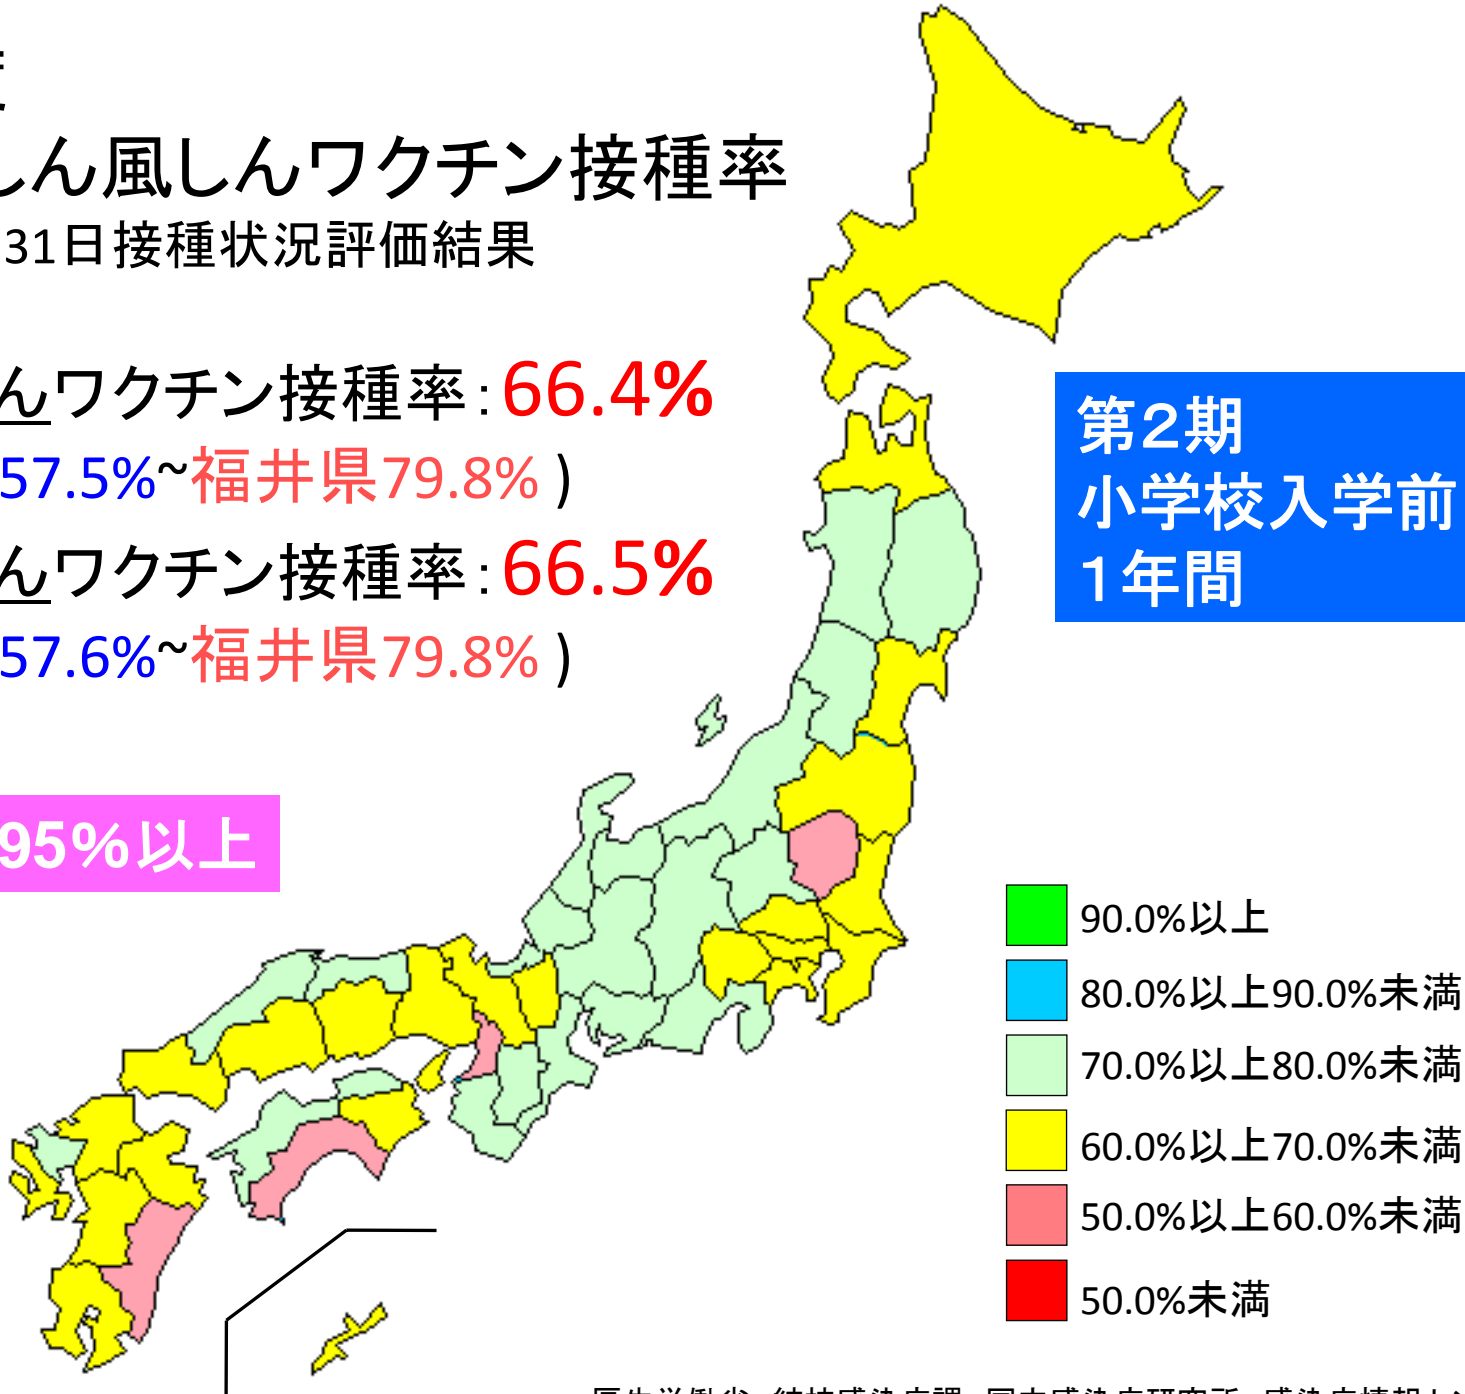 しん風しんワクチン接種率
31日接種状況評価結果
んワクチン接種率：66.4%
57.5%~福井県79.8% )
んワクチン接種率：66.5%
57.6%~福井県79.8% )
第２期
小学校入学前
１年間
95%以上
90.0%以上
80.0%以上90.0%未満
70.0%以上80.0%未満
60.0%以上70.0%未満
50.0%以上60.0%未満
50.0%未満